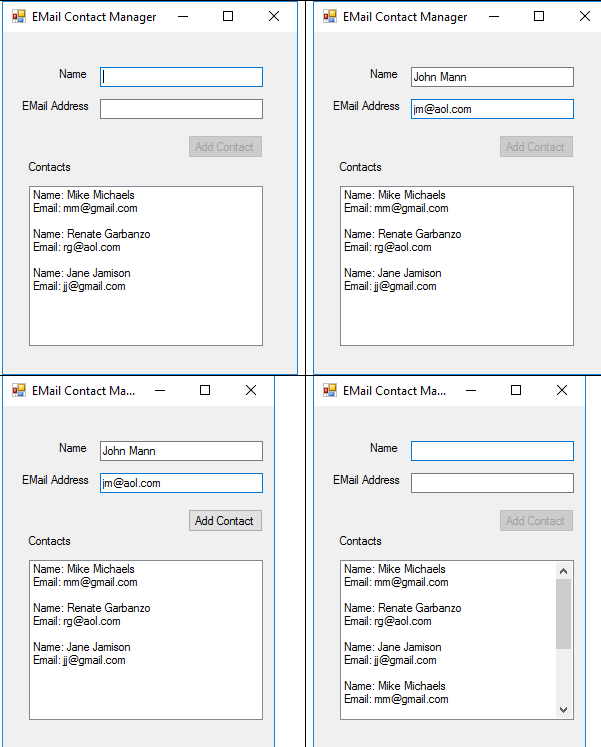 EMail Contact Manager
Name
EMail Address
Add Contact
Contacts
Name: Mike Michaels
Email: mm@gmail.com
Name: Renate Garbanzo
Email: rg@aol.com
Name: Jane Jamison
Email: jj@gmail.com
EMail Contact Manager
Name John Mann
EMail Address jm@aol.com
Add Contact
Contacts
Name: Mike Michaels
Email: mm@gmail.com
Name: Renate Garbanzo
Email: rg@aol.com
Name: Jane Jamison
Email: jj@gmail.com
EMail Contact Ma...
Name John Mann
EMail Address jm@aol.com
Add Contact
Contacts
Name: Mike Michaels
Email: mm@gmail.com
Name: Renate Garbanzo
Email: rg@aol.com
Name: Jane Jamison
Email: jj@gmail.com
EMail Contact Ma...
Name
EMail Address
Add Contact
Contacts
Name: Mike Michaels
Email: mm@gmail.com
Name: Renate Garbanzo
Email: rg@aol.com
Name: Jane Jamison
Email: jj@gmail.com
Name: Mike Michaels
Email: mm@gmail.com